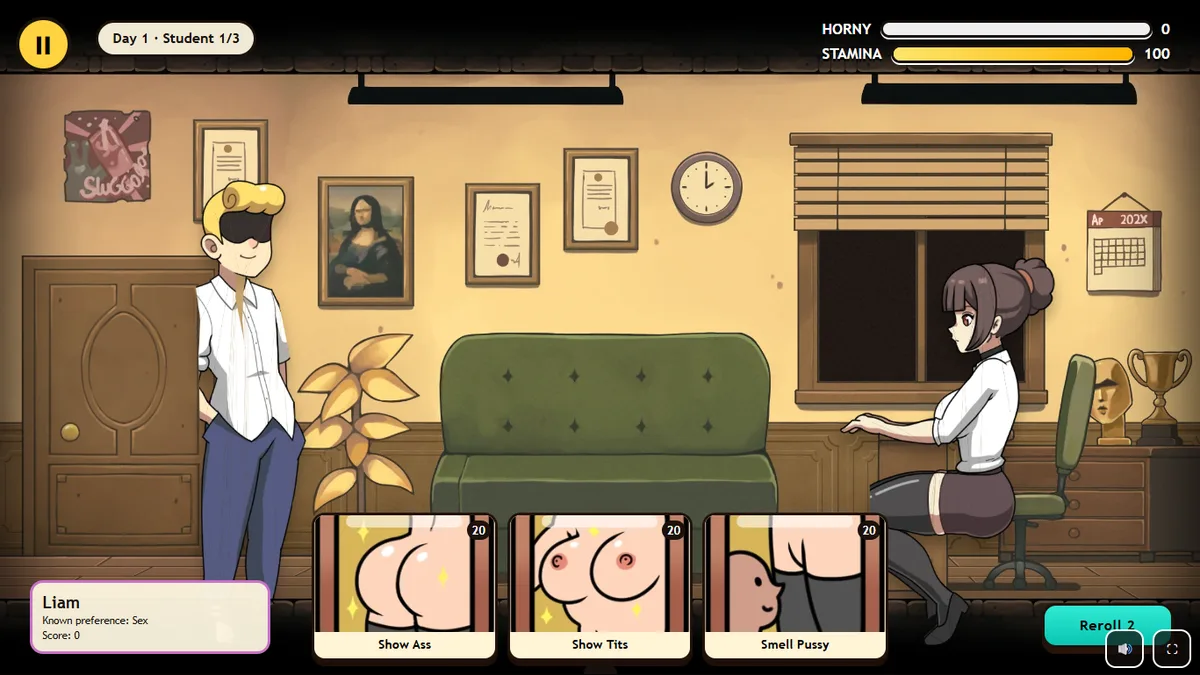 Day 1 · Student 1/3
HORNY 0
STAMINA 100
Slugga
Ap 202X
20
20
20
Show Ass
Show Tits
Smell Pussy
Liam
Known preference: Sex
Score: 0
Reroll 2